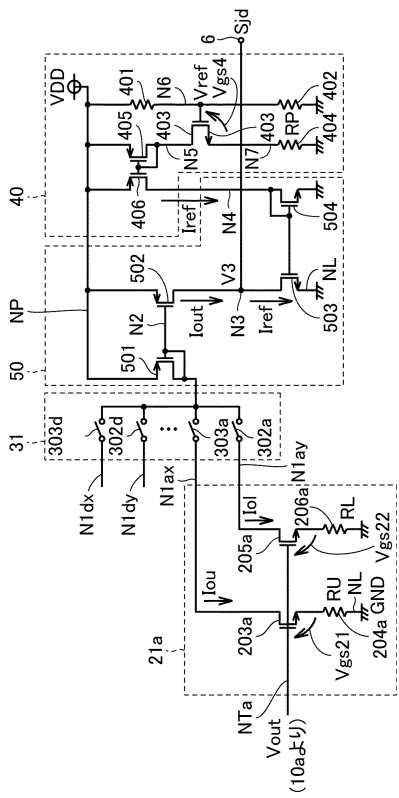 NP
50
31
21a
NTa
Vout
(10aより)
N1dx
N1dy
N1ax
N1ay
303d
302d
303a
302a
Iou
Iol
203a
205a
206a
204a
RU
RL
NL
GND
Vgs21
Vgs22
501
502
N2
Iout
V3
N3
Iref
503
504
NL
N4
Iref
40
VDD
401
405
406
403
N5
N6
Vref
Vgs4
403
N7
RP
402
404
6
Sjd